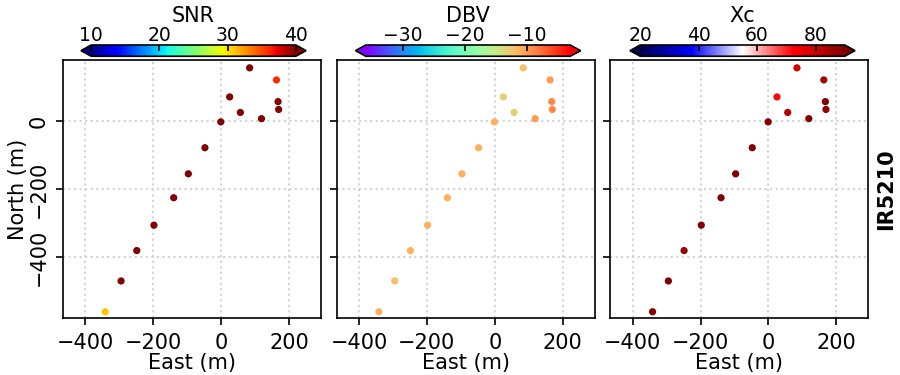 SNR DBV Xc
10 20 30 40 −30 −20 −10 20 40 60 80
North (m)
0
−200
−400
IR5210
−400 −200 0 200 −400 −200 0 200 −400 −200 0 200
East (m) East (m) East (m)